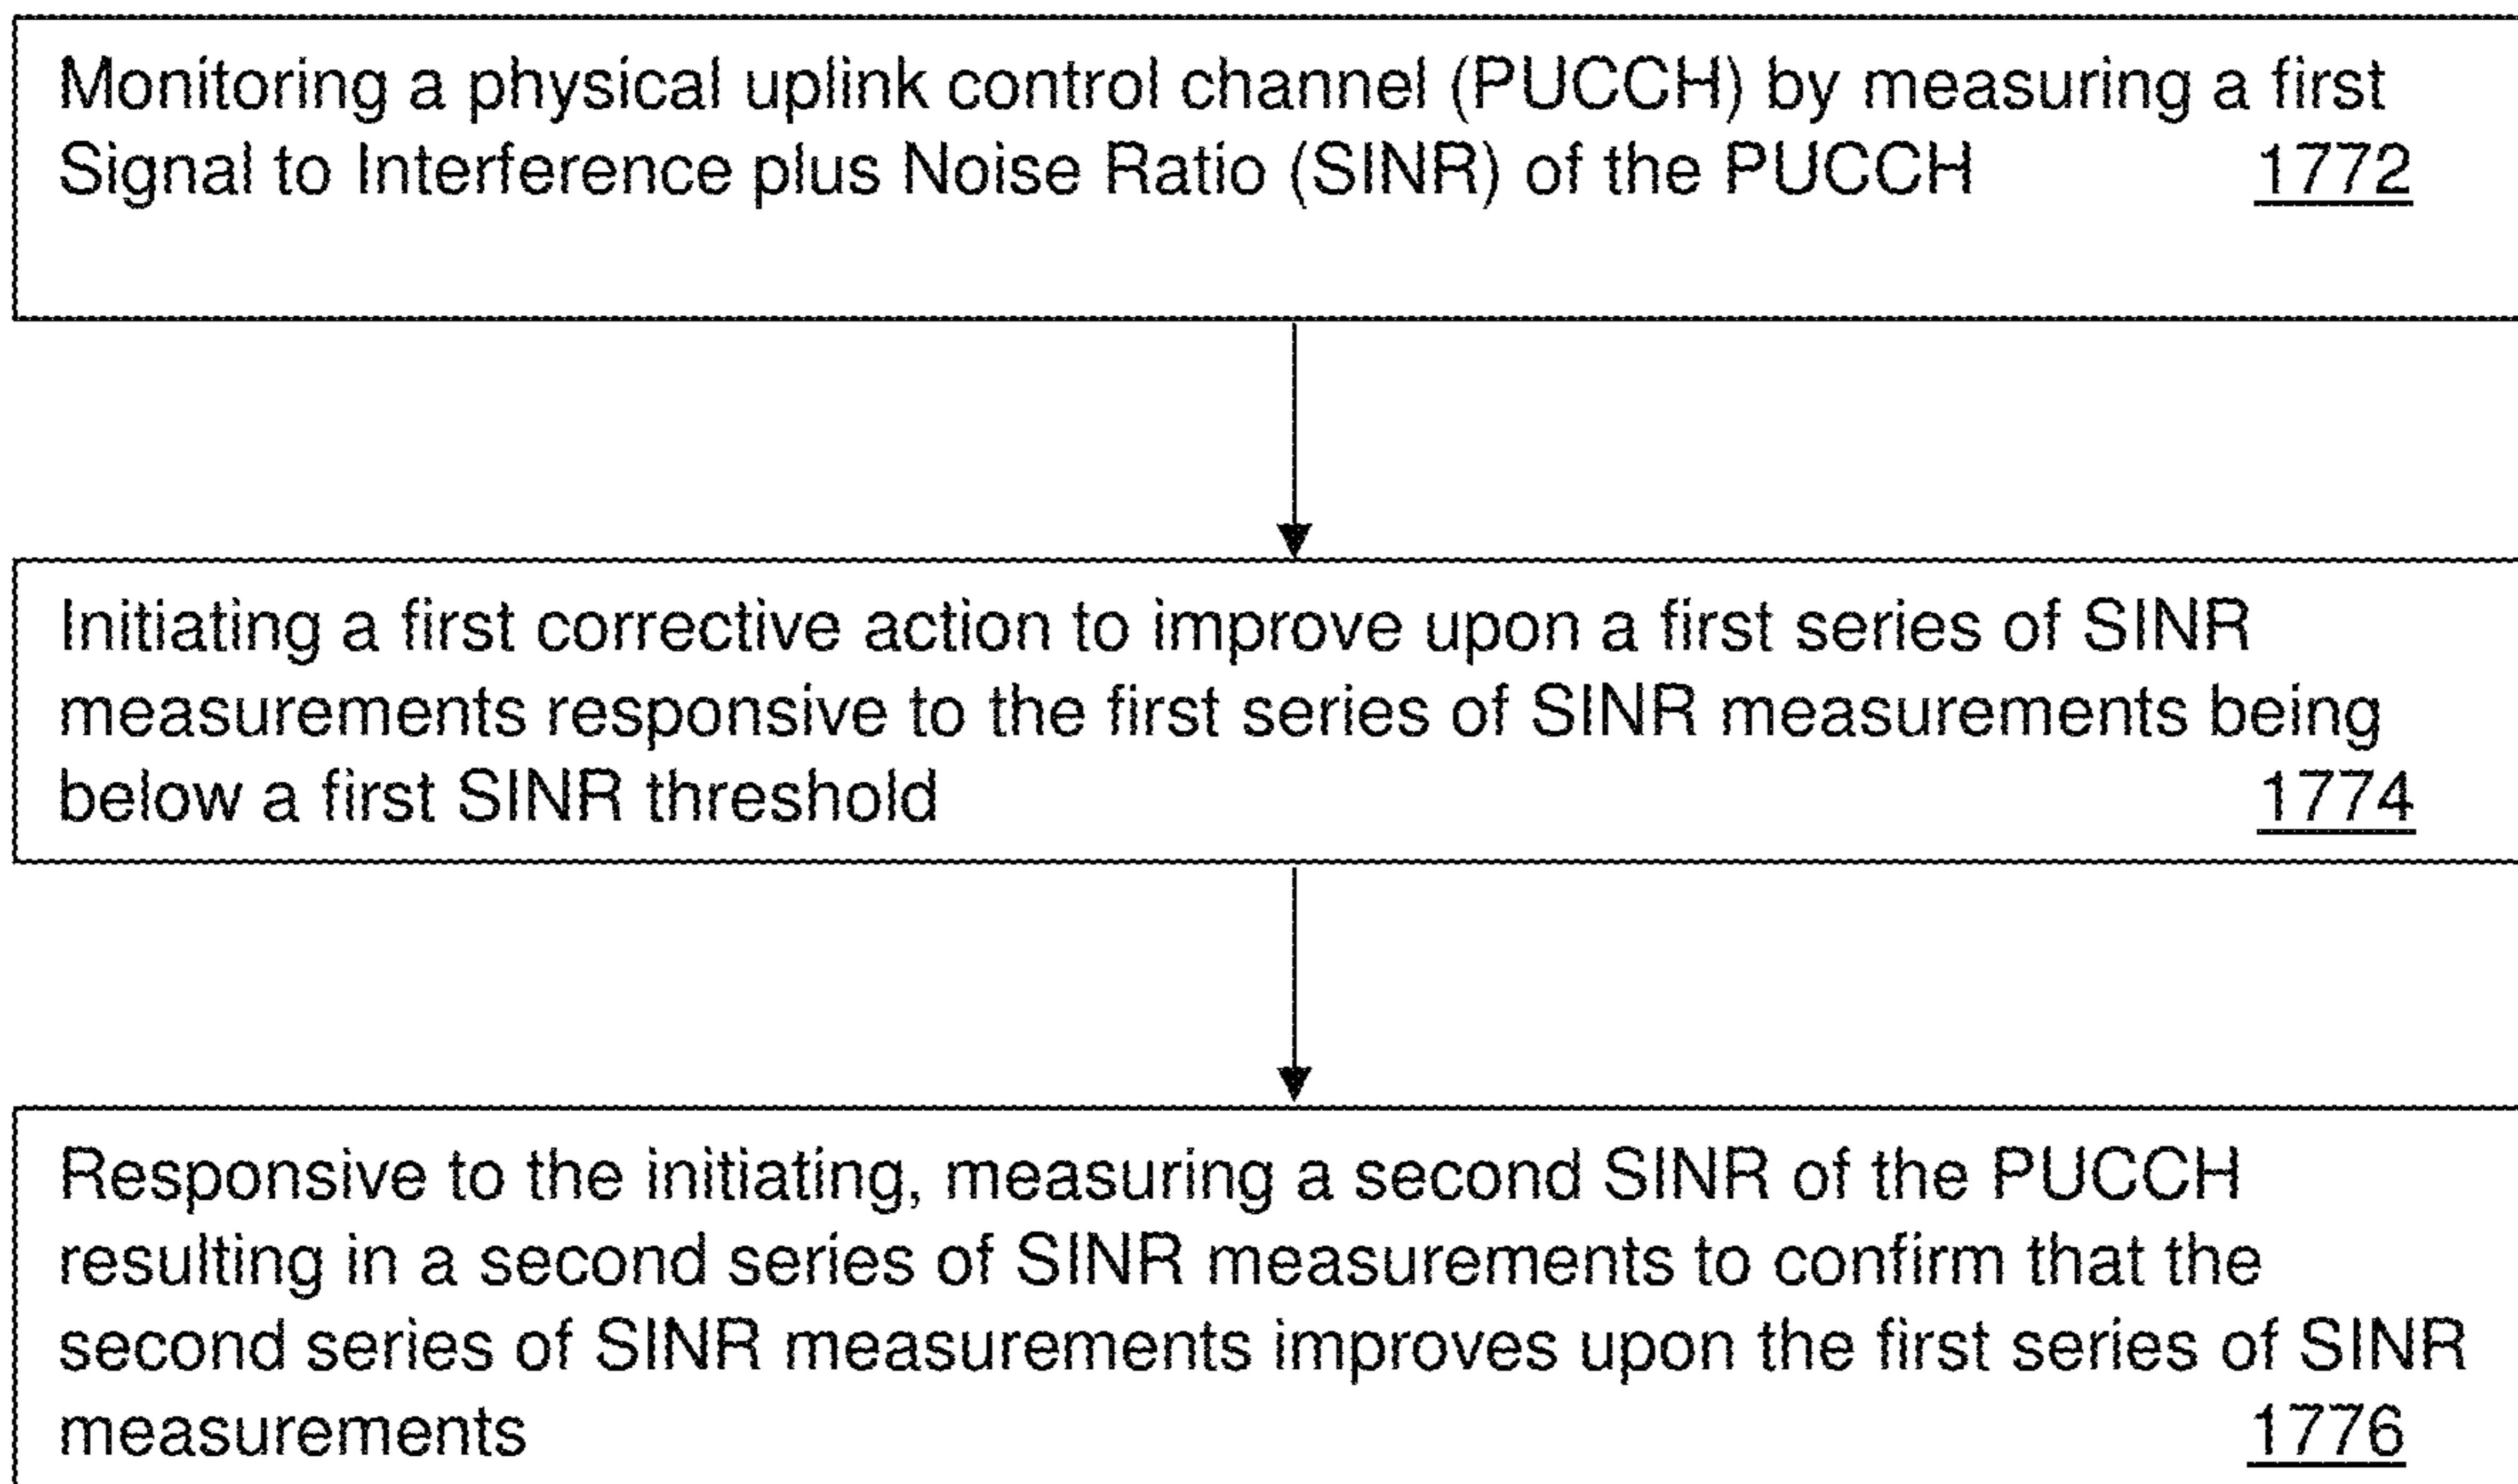 Monitoring a physical uplink control channel (PUCCH) by measuring a first
Signal to Interference plus Noise Ratio (SINR) of the PUCCH 1772
Initiating a first corrective action to improve upon a first series of SINR
measurements responsive to the first series of SINR measurements being
below a first SINR threshold 1774
Responsive to the initiating, measuring a second SINR of the PUCCH
resulting in a second series of SINR measurements to confirm that the
second series of SINR measurements improves upon the first series of SINR
measurements 1776